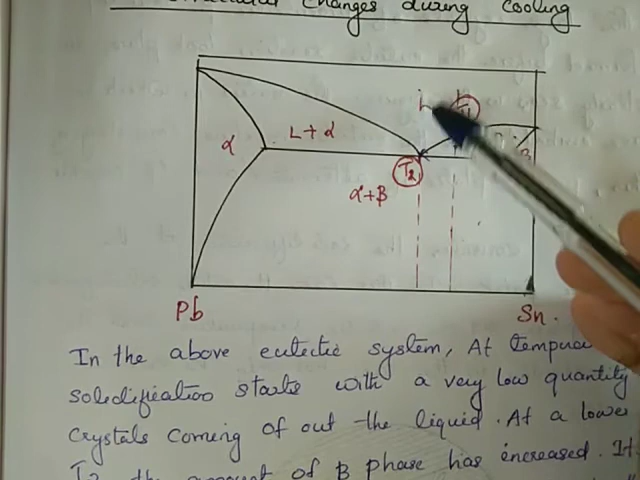 Changes during Cooling
L
T1
L + α
α
T2
α+β
β
Pb
Sn.
In the above eutectic system, At
solidification starts with a very low quantity
crystals coming of out the liquid. At a lower
T2 the amount of β phase has increased. It